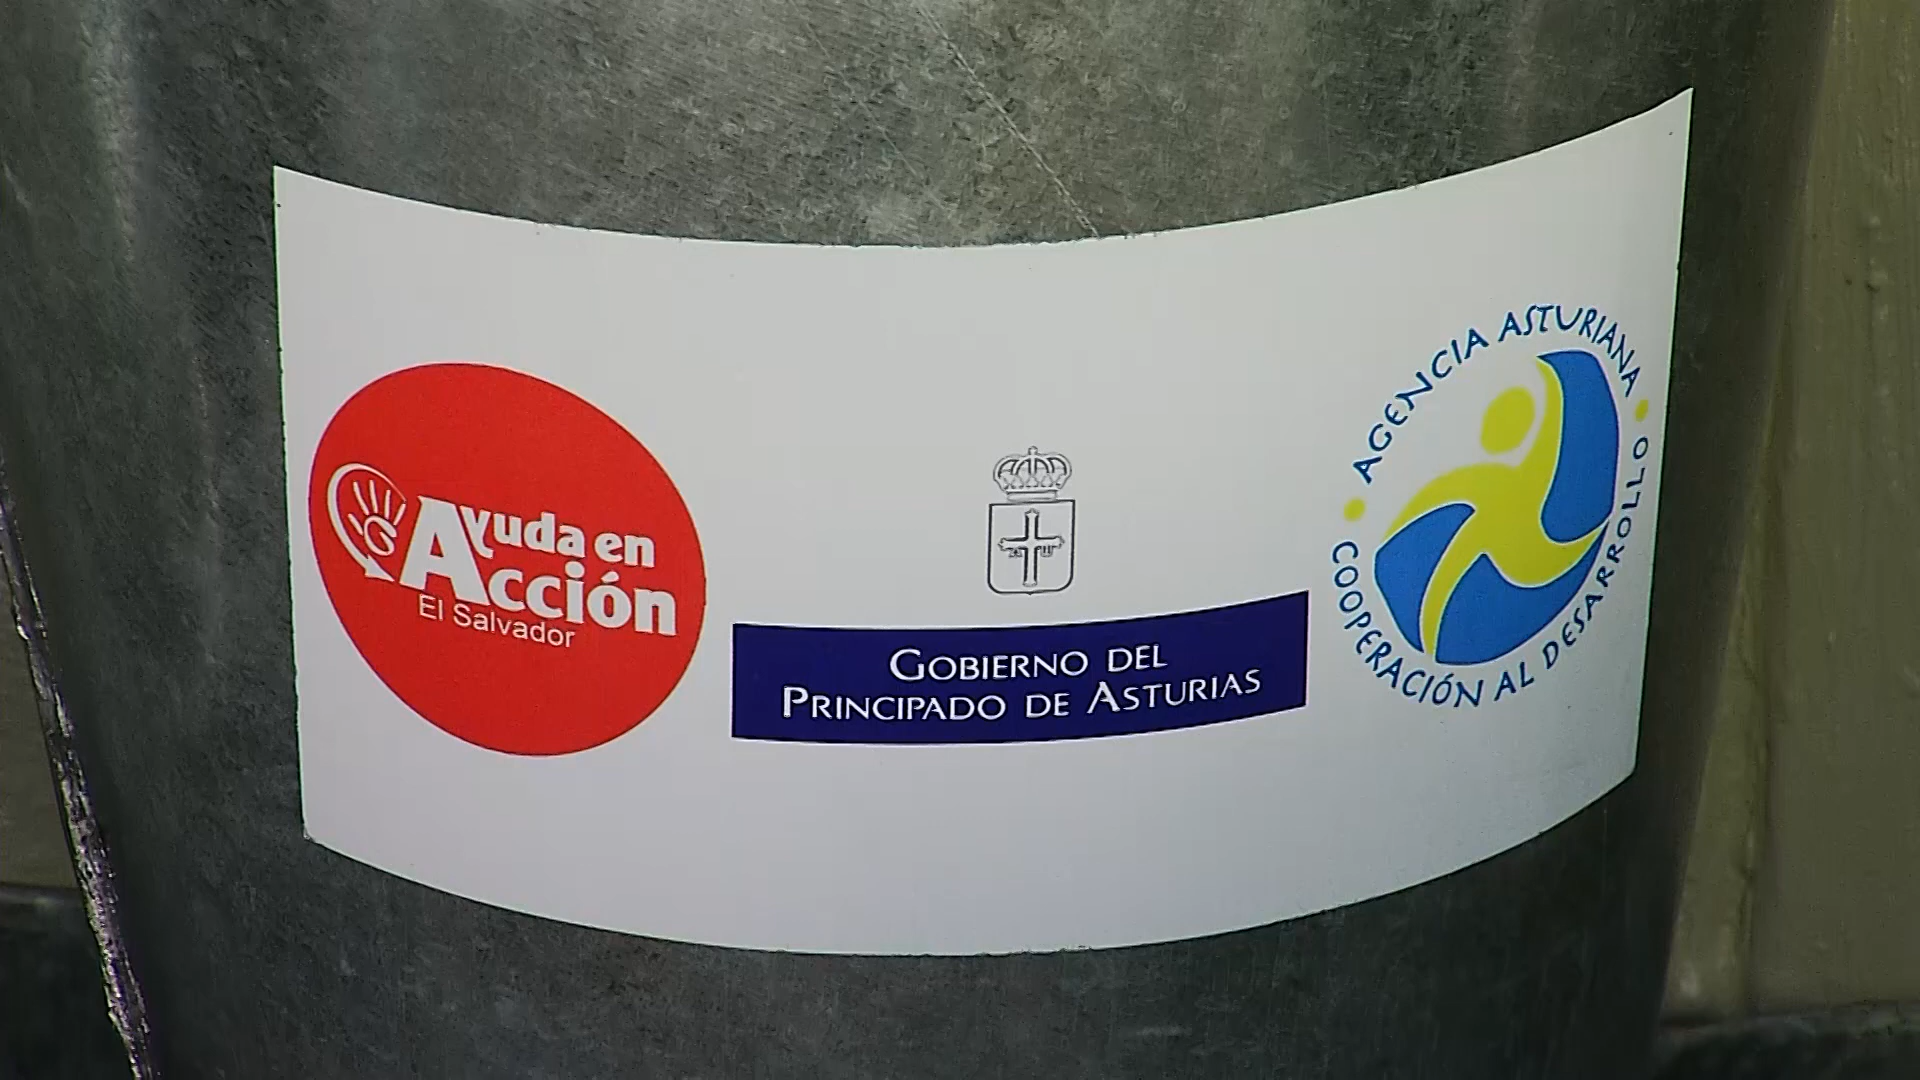 Ayuda en
Acción
El Salvador
GOBIERNO DEL
PRINCIPADO DE ASTURIAS
AGENCIA ASTURIANA
COOPERACIÓN AL DESARROLLO